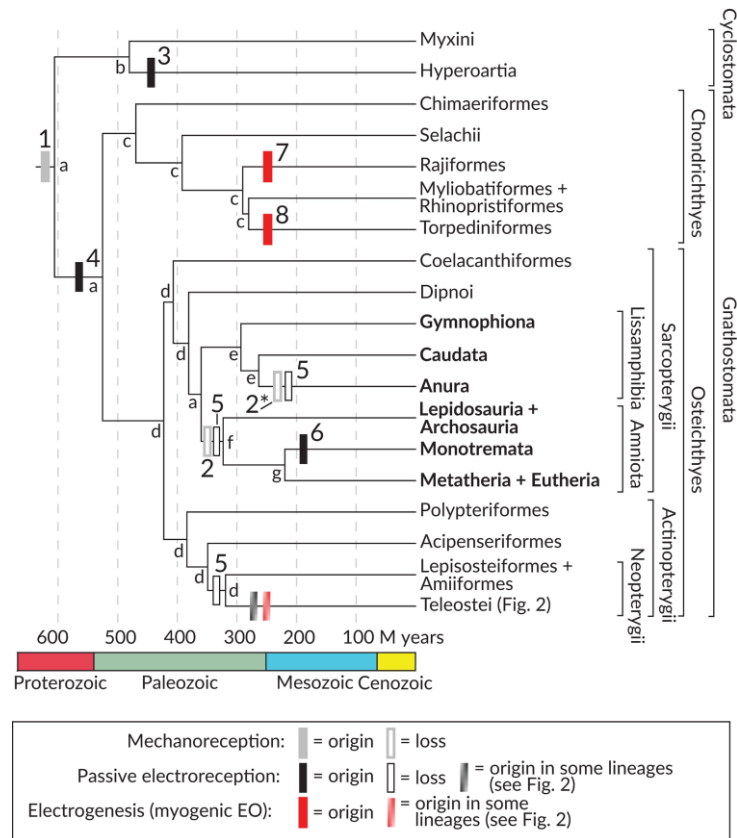 Myxini
Hyperoartia
Chimaeriformes
Selachii
Rajiformes
Myliobatiformes +
Rhinopristiformes
Torpediniformes
Coelacanthiformes
Dipnoi
Gymnophiona
Caudata
Anura
Lepidosauria +
Archosauria
Monotremata
Metatheria + Eutheria
Polypteriformes
Acipenseriformes
Lepisosteiformes +
Amiiformes
Teleostei (Fig. 2)
Cyclostomata
Chondrichthyes
Gnathostomata
Osteichthyes
Sarcopterygii
Lissamphibia
Amniota
Actinopterygii
Neopterygii
1
a
b
3
4
a
c
c
7
c
c
8
d
d
d
e
e
5
2*
a
5
2
f
6
g
d
d
d
5
d
600 500 400 300 200 100 M years
Proterozoic Paleozoic Mesozoic Cenozoic
Mechanoreception: = origin = loss
Passive electroreception: = origin = loss = origin in some lineages
(see Fig. 2)
Electrogenesis (myogenic EO): = origin = origin in some
lineages (see Fig. 2)